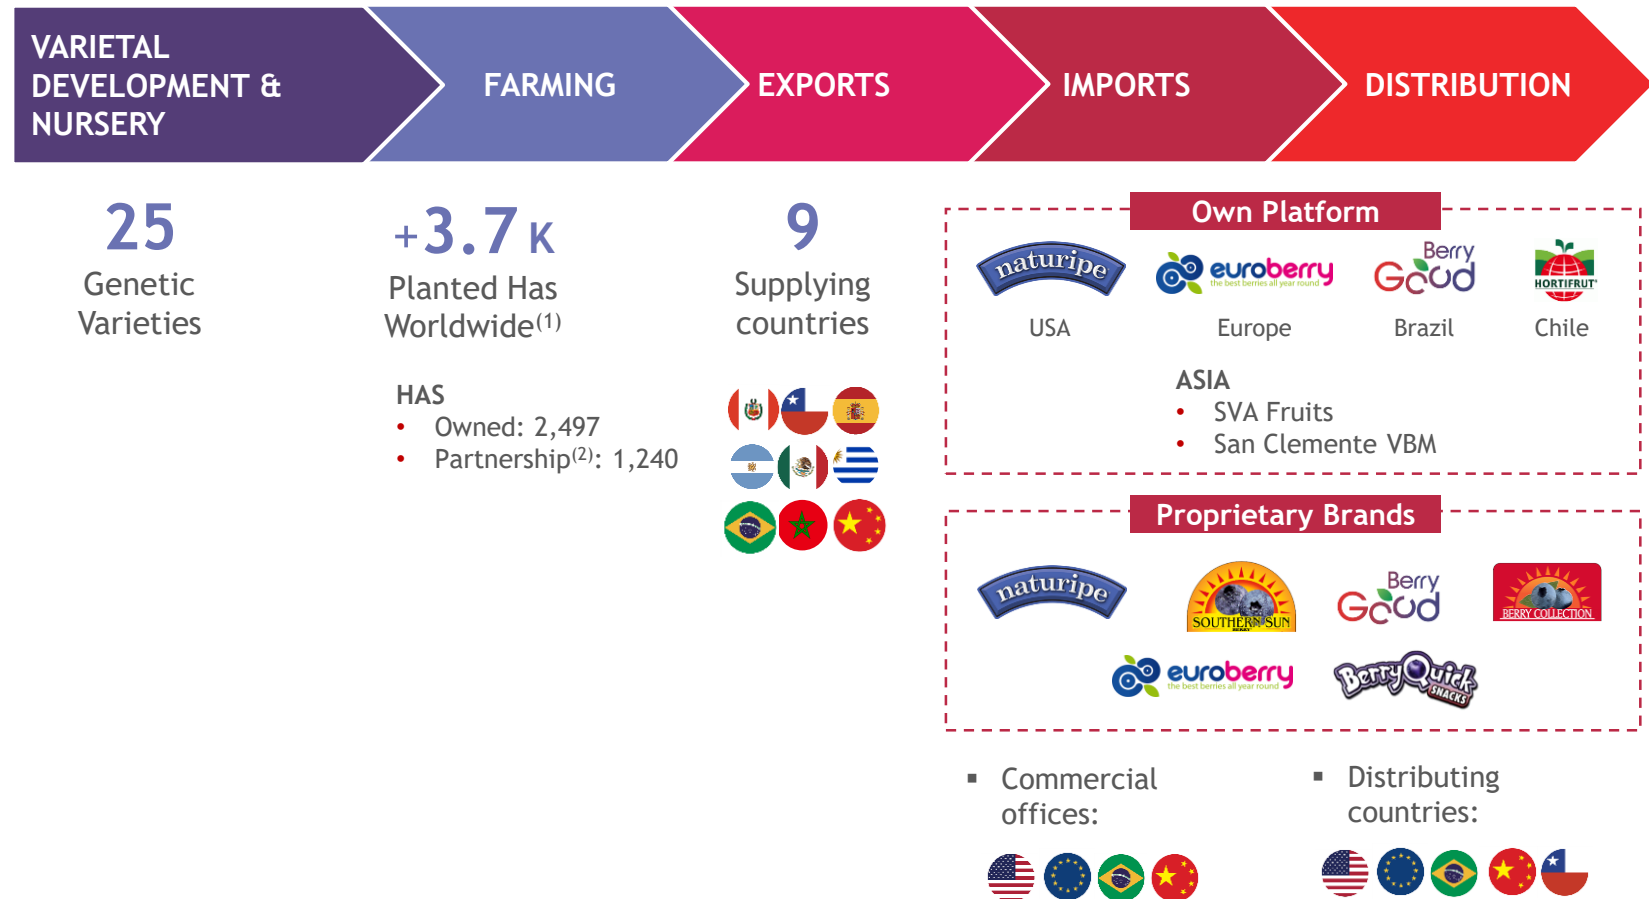 VARIETAL
DEVELOPMENT &
NURSERY
FARMING
EXPORTS
IMPORTS
DISTRIBUTION
25
Genetic
Varieties
+3.7 K
Planted Has
Worldwide(1)
HAS
• Owned: 2,497
• Partnership(2): 1,240
9
Supplying
countries
Own Platform
naturipe
euroberry
the best berries all year round
Berry
Good
HORTIFRUT
USA
Europe
Brazil
Chile
ASIA
• SVA Fruits
• San Clemente VBM
Proprietary Brands
naturipe
SOUTHERN SUN
BERRY
Berry
Good
BERRY COLLECTION
euroberry
the best berries all year round
BerryQuick
SNACKS
▪ Commercial
offices:
▪ Distributing
countries: